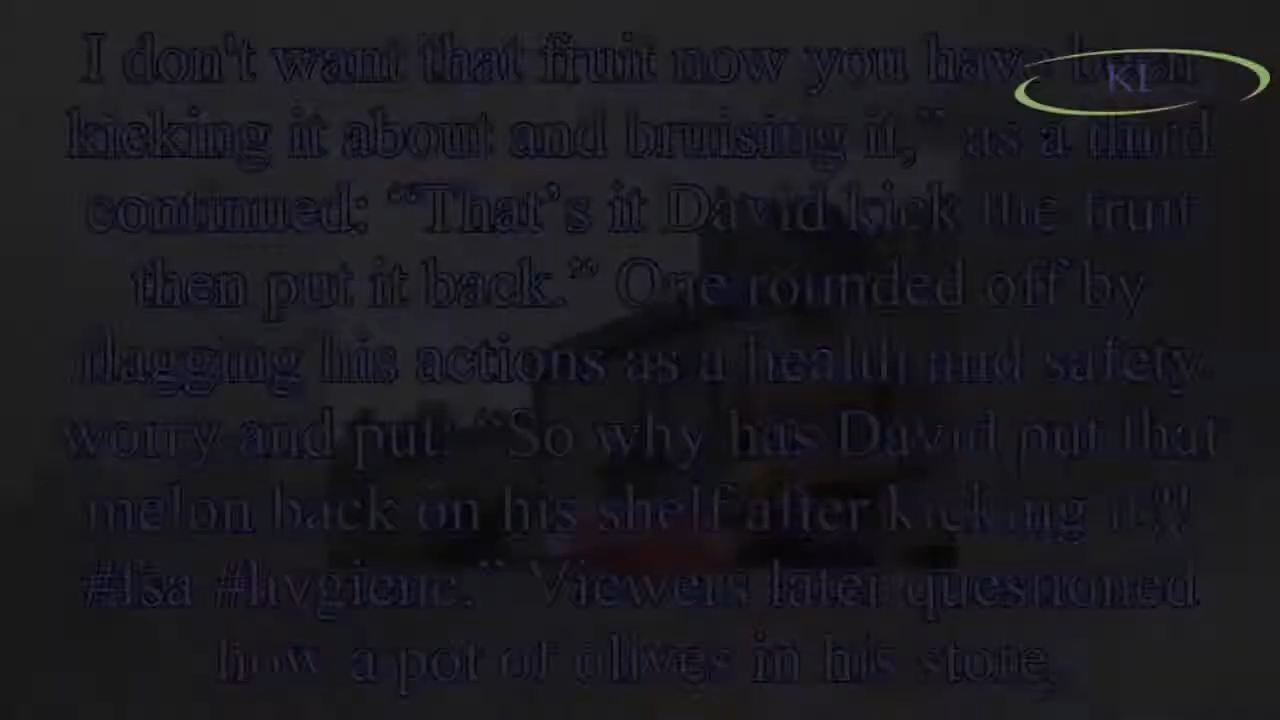 I don't want that fruit now you have been
KI
kicking it about and bruising it,” as a third
continued: “That’s it David kick the fruit
then put it back.” One rounded off by
flagging his actions as a health and safety
worry and put: “So why has David put that
melon back on his shelf after kicking it?!
#fsa #hygiene.” Viewers later questioned
how a pot of olives in his store,